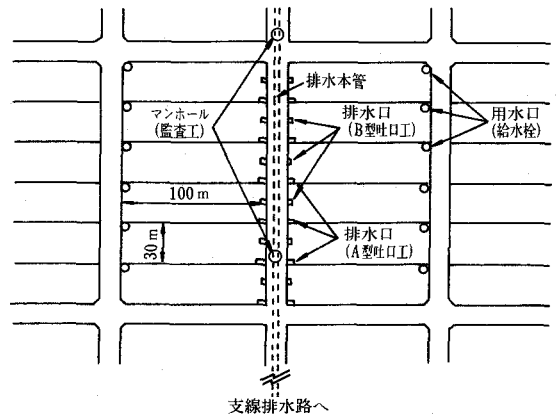 排水本管
マンホール
(監査工)
排水口
(B型吐口工)
用水口
(給水栓)
100m
30m
排水口
(A型吐口工)
支線排水路へ